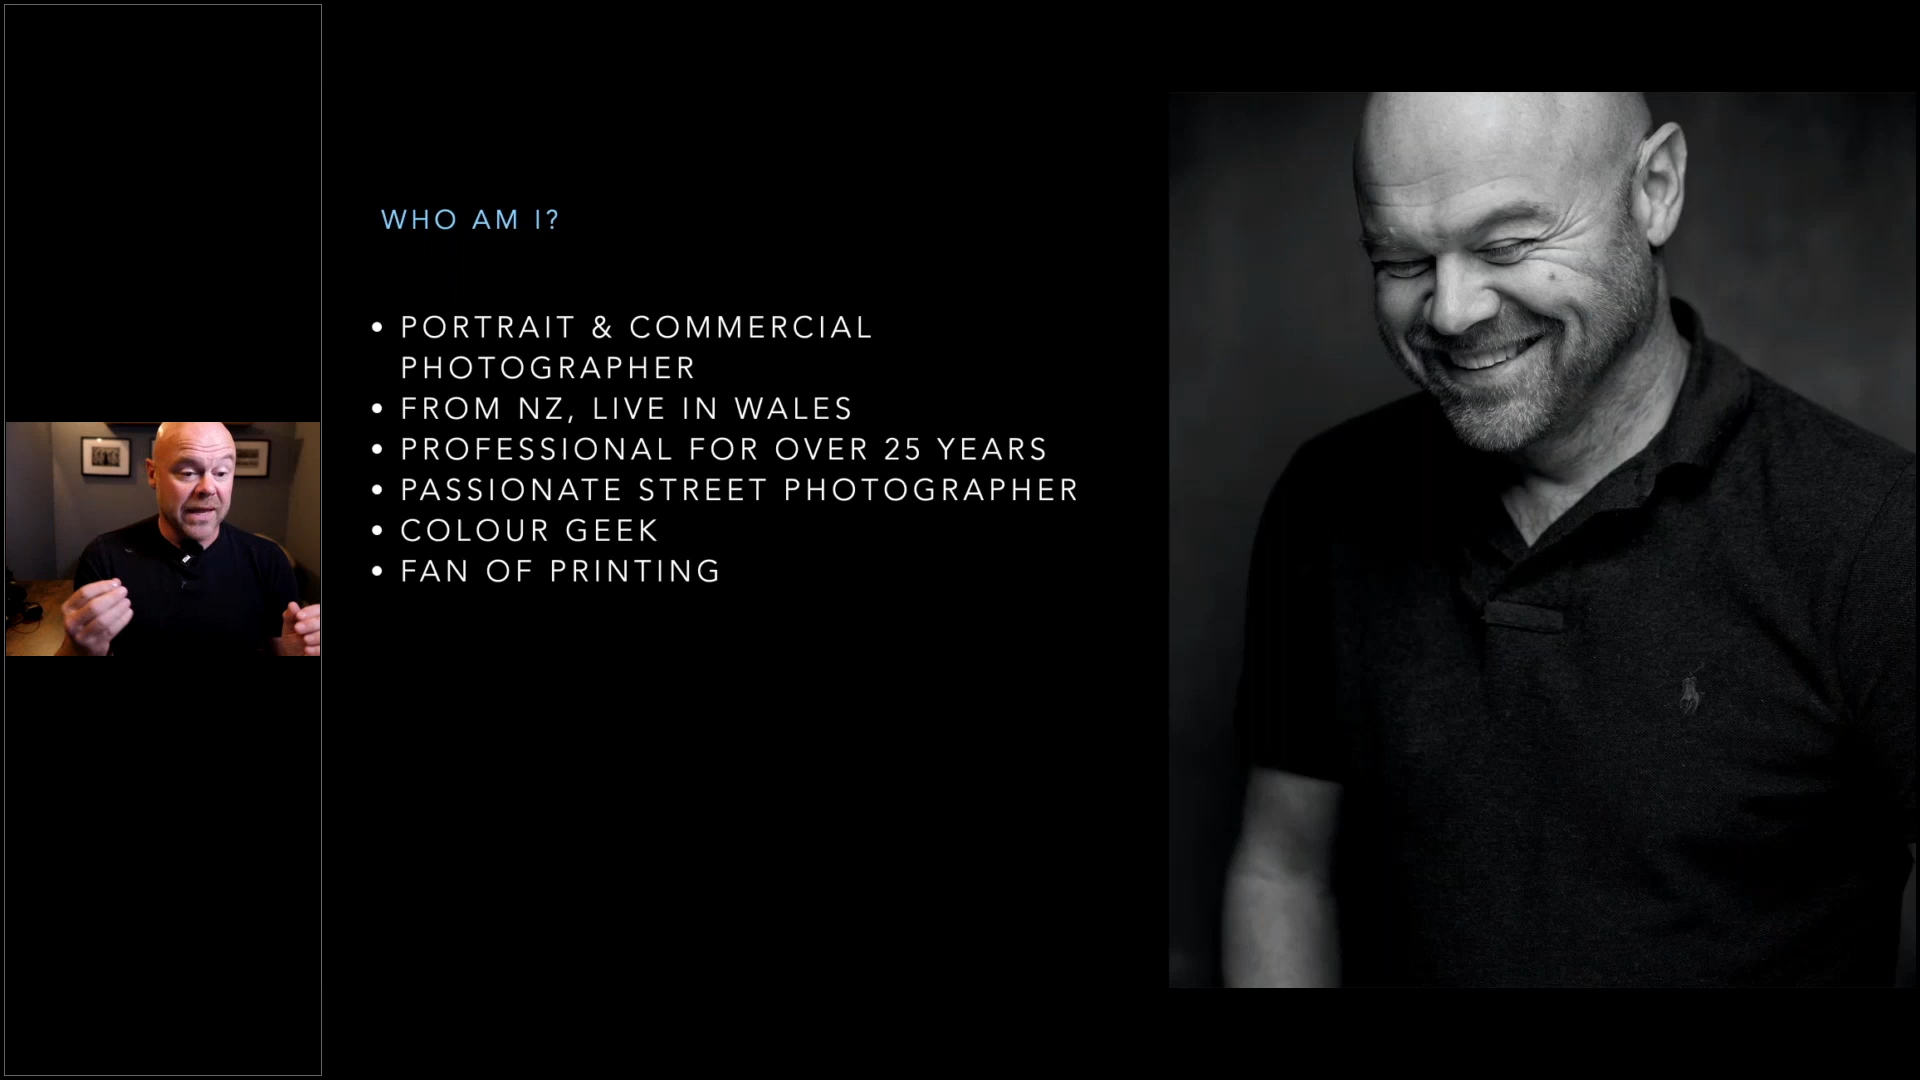 WHO AM I?
• PORTRAIT & COMMERCIAL
PHOTOGRAPHER
• FROM NZ, LIVE IN WALES
• PROFESSIONAL FOR OVER 25 YEARS
• PASSIONATE STREET PHOTOGRAPHER
• COLOUR GEEK
• FAN OF PRINTING